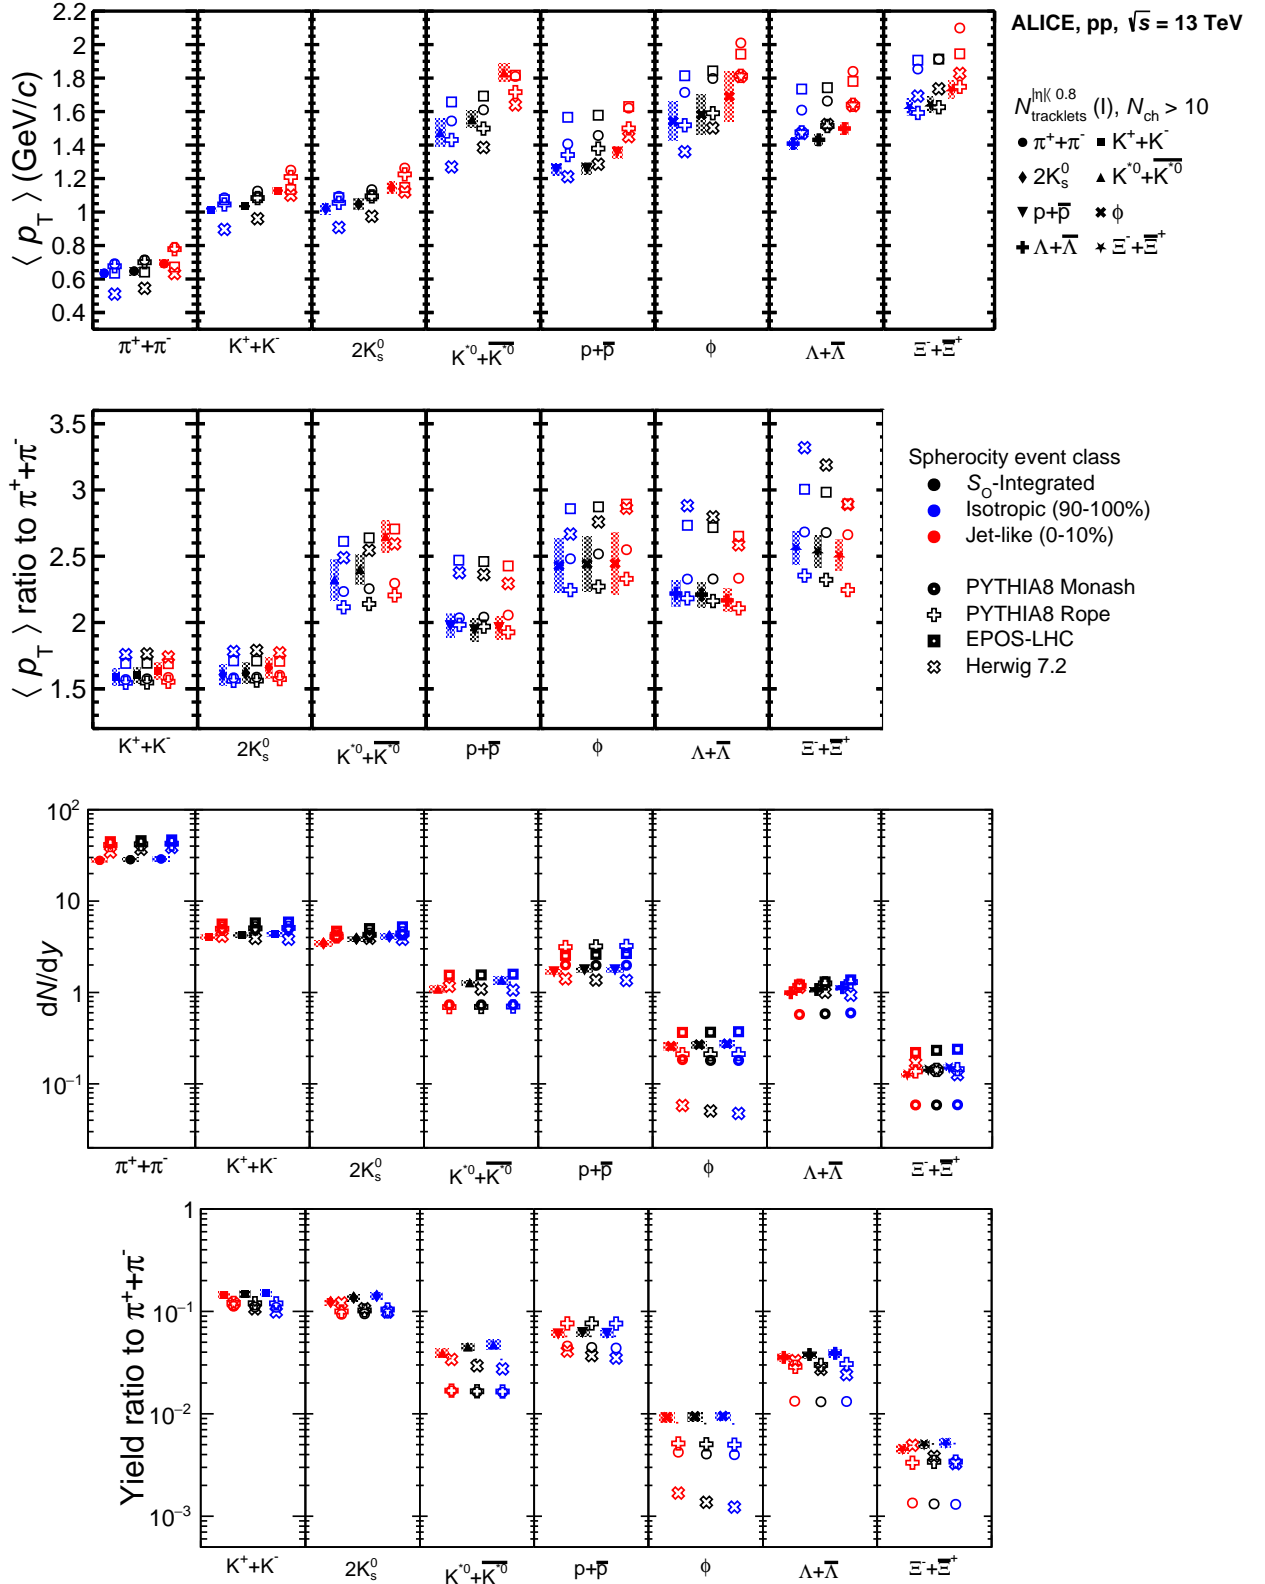 ALICE, pp, √s = 13 TeV
N_tracklets^|η|⟨ 0.8 (I), N_ch > 10
π⁺+π⁻ K⁺+K⁻
2K⁰_s K*⁰+K̅*⁰
p+p̅ ϕ
Λ+Λ̅ Ξ⁻+Ξ̅⁺
⟨ p_T ⟩ (GeV/c)
2.2
2
1.8
1.6
1.4
1.2
1
0.8
0.6
0.4
π⁺+π⁻ K⁺+K⁻ 2K⁰_s K*⁰+K̅*⁰ p+p̅ ϕ Λ+Λ̅ Ξ⁻+Ξ̅⁺
⟨ p_T ⟩ ratio to π⁺+π⁻
3.5
3
2.5
2
1.5
K⁺+K⁻ 2K⁰_s K*⁰+K̅*⁰ p+p̅ ϕ Λ+Λ̅ Ξ⁻+Ξ̅⁺
Spherocity event class
S_O-Integrated
Isotropic (90-100%)
Jet-like (0-10%)
PYTHIA8 Monash
PYTHIA8 Rope
EPOS-LHC
Herwig 7.2
dN/dy
10²
10
1
10⁻¹
π⁺+π⁻ K⁺+K⁻ 2K⁰_s K*⁰+K̅*⁰ p+p̅ ϕ Λ+Λ̅ Ξ⁻+Ξ̅⁺
Yield ratio to π⁺+π⁻
1
10⁻¹
10⁻²
10⁻³
K⁺+K⁻ 2K⁰_s K*⁰+K̅*⁰ p+p̅ ϕ Λ+Λ̅ Ξ⁻+Ξ̅⁺